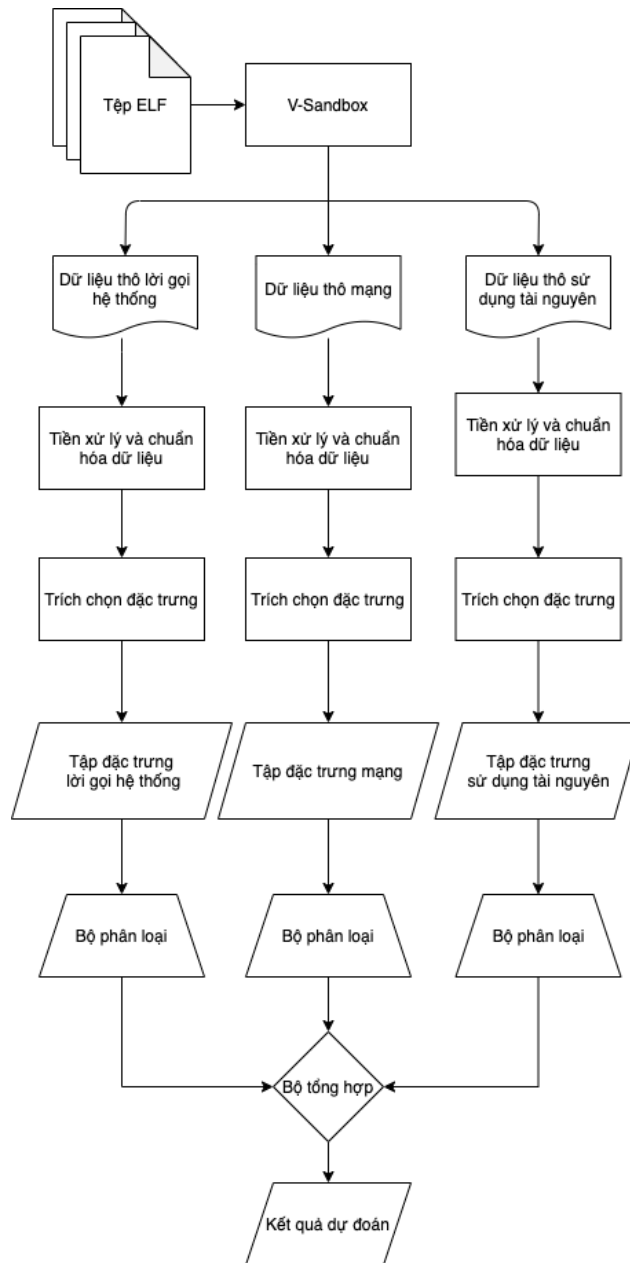 Tệp ELF
V-Sandbox
Dữ liệu thô lời gọi
hệ thống
Dữ liệu thô mạng
Dữ liệu thô sử
dụng tài nguyên
Tiền xử lý và chuẩn
hóa dữ liệu
Tiền xử lý và chuẩn
hóa dữ liệu
Tiền xử lý và chuẩn
hóa dữ liệu
Trích chọn đặc trưng
Trích chọn đặc trưng
Trích chọn đặc trưng
Tập đặc trưng
lời gọi hệ thống
Tập đặc trưng mạng
Tập đặc trưng
sử dụng tài nguyên
Bộ phân loại
Bộ phân loại
Bộ phân loại
Bộ tổng hợp
Kết quả dự đoán